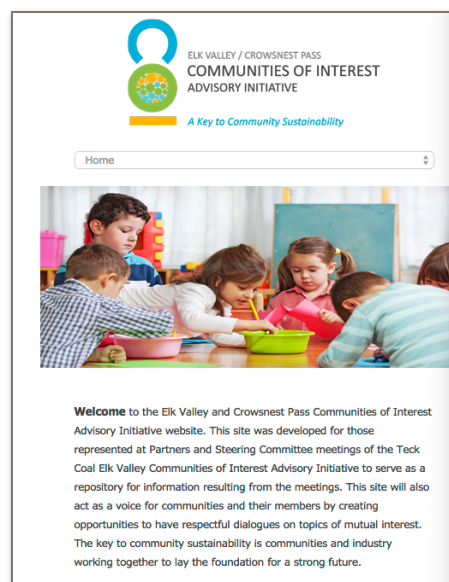 ELK VALLEY / CROWSNEST PASS
COMMUNITIES OF INTEREST
ADVISORY INITIATIVE
A Key to Community Sustainability
Home
Welcome to the Elk Valley and Crowsnest Pass Communities of Interest
Advisory Initiative website. This site was developed for those
represented at Partners and Steering Committee meetings of the Teck
Coal Elk Valley Communities of Interest Advisory Initiative to serve as a
repository for information resulting from the meetings. This site will also
act as a voice for communities and their members by creating
opportunities to have respectful dialogues on topics of mutual interest.
The key to community sustainability is communities and industry
working together to lay the foundation for a strong future.